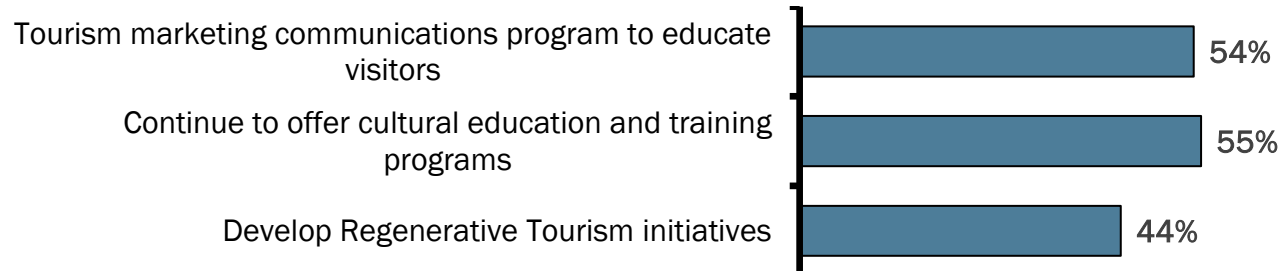 Tourism marketing communications program to educate
visitors
54%
Continue to offer cultural education and training
programs
55%
Develop Regenerative Tourism initiatives
44%